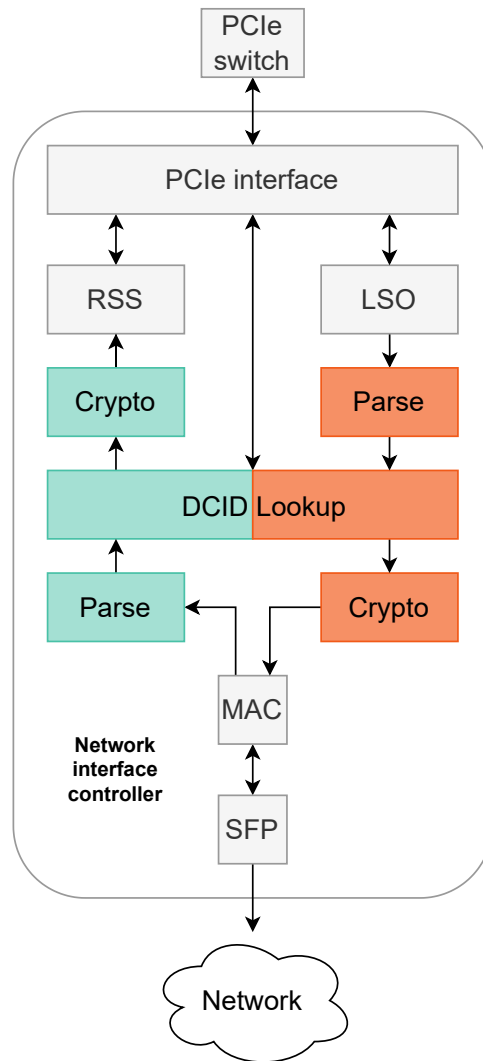 PCIe
switch
PCIe interface
RSS
LSO
Crypto
Parse
DCID Lookup
Parse
Crypto
MAC
Network
interface
controller
SFP
Network